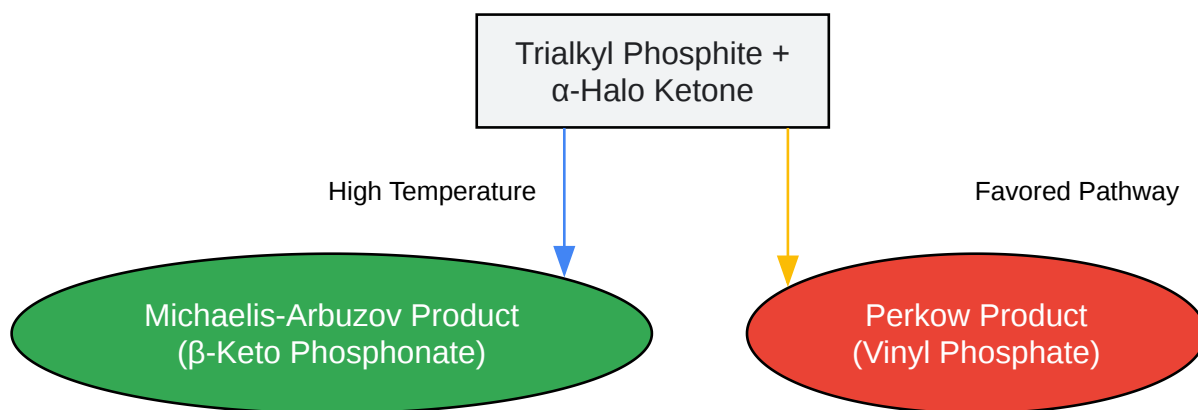 Trialkyl Phosphite +
α-Halo Ketone
High Temperature
Favored Pathway
Michaelis-Arbuzov Product
(β-Keto Phosphonate)
Perkow Product
(Vinyl Phosphate)